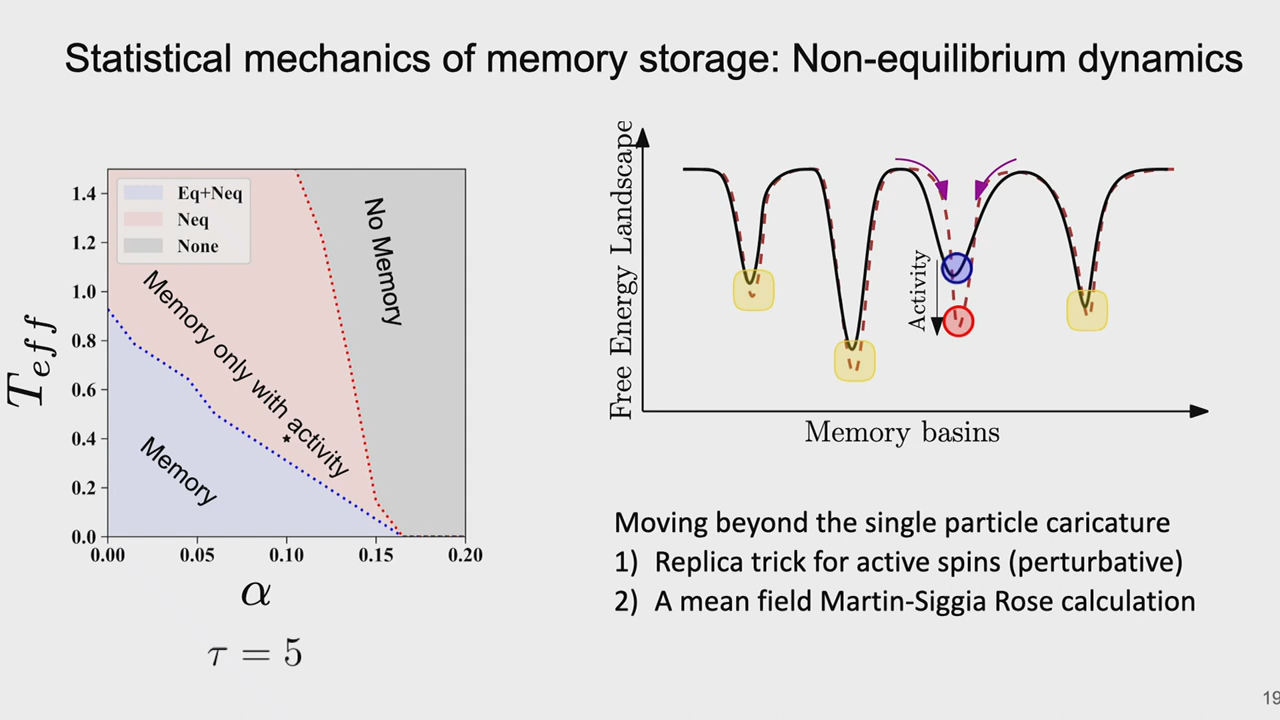 Statistical mechanics of memory storage: Non-equilibrium dynamics
T_eff
1.4
1.2
1.0
0.8
0.6
0.4
0.2
0.0
Eq+Neq
Neq
None
No Memory
Memory only with activity
Memory
0.00
0.05
0.10
0.15
0.20
α
τ = 5
Free Energy Landscape
Activity
Memory basins
Moving beyond the single particle caricature
1) Replica trick for active spins (perturbative)
2) A mean field Martin-Siggia Rose calculation
19